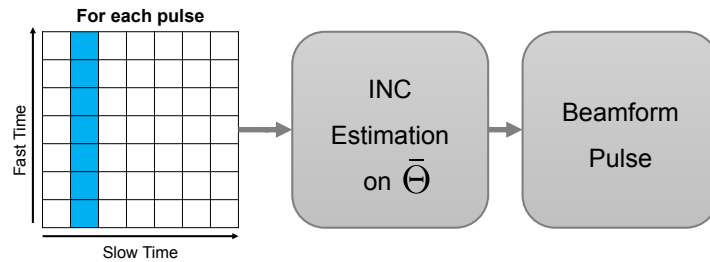 For each pulse
Fast Time
Slow Time
INC
Estimation
on Θ̄
Beamform
Pulse